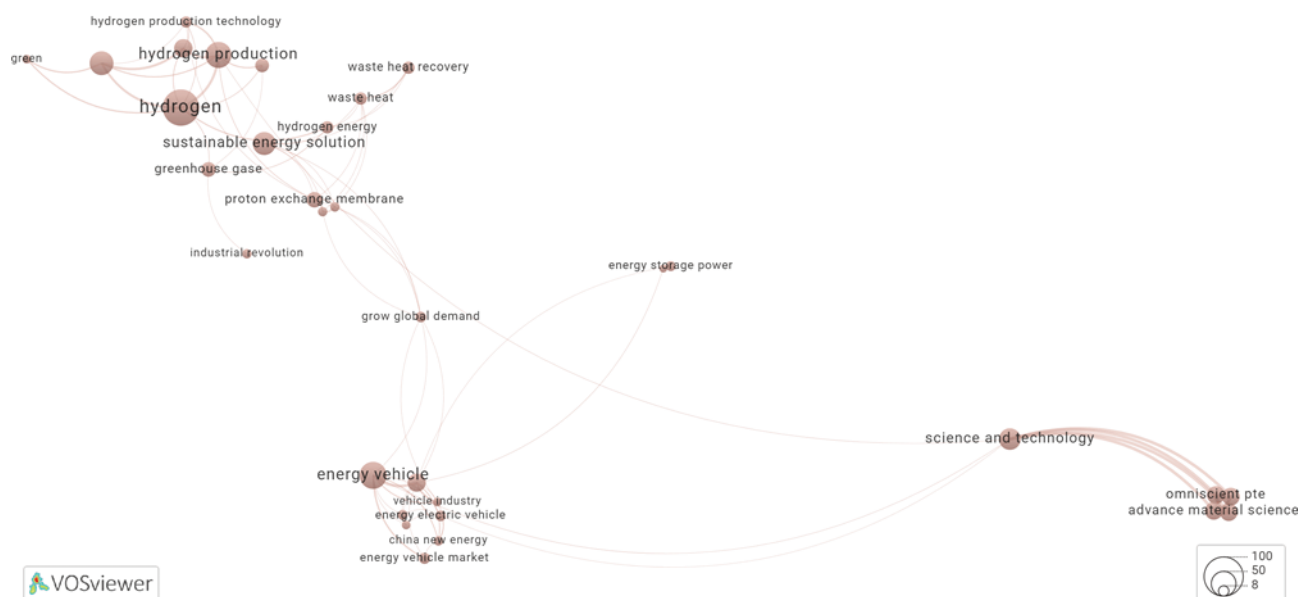 hydrogen production technology
hydrogen production
green
waste heat recovery
waste heat
hydrogen
hydrogen energy
sustainable energy solution
greenhouse gase
proton exchange membrane
industrial revolution
energy storage power
grow global demand
science and technology
energy vehicle
omniscient pte
vehicle industry
advance material science
energy electric vehicle
china new energy
energy vehicle market
100
50
8
VOSviewer